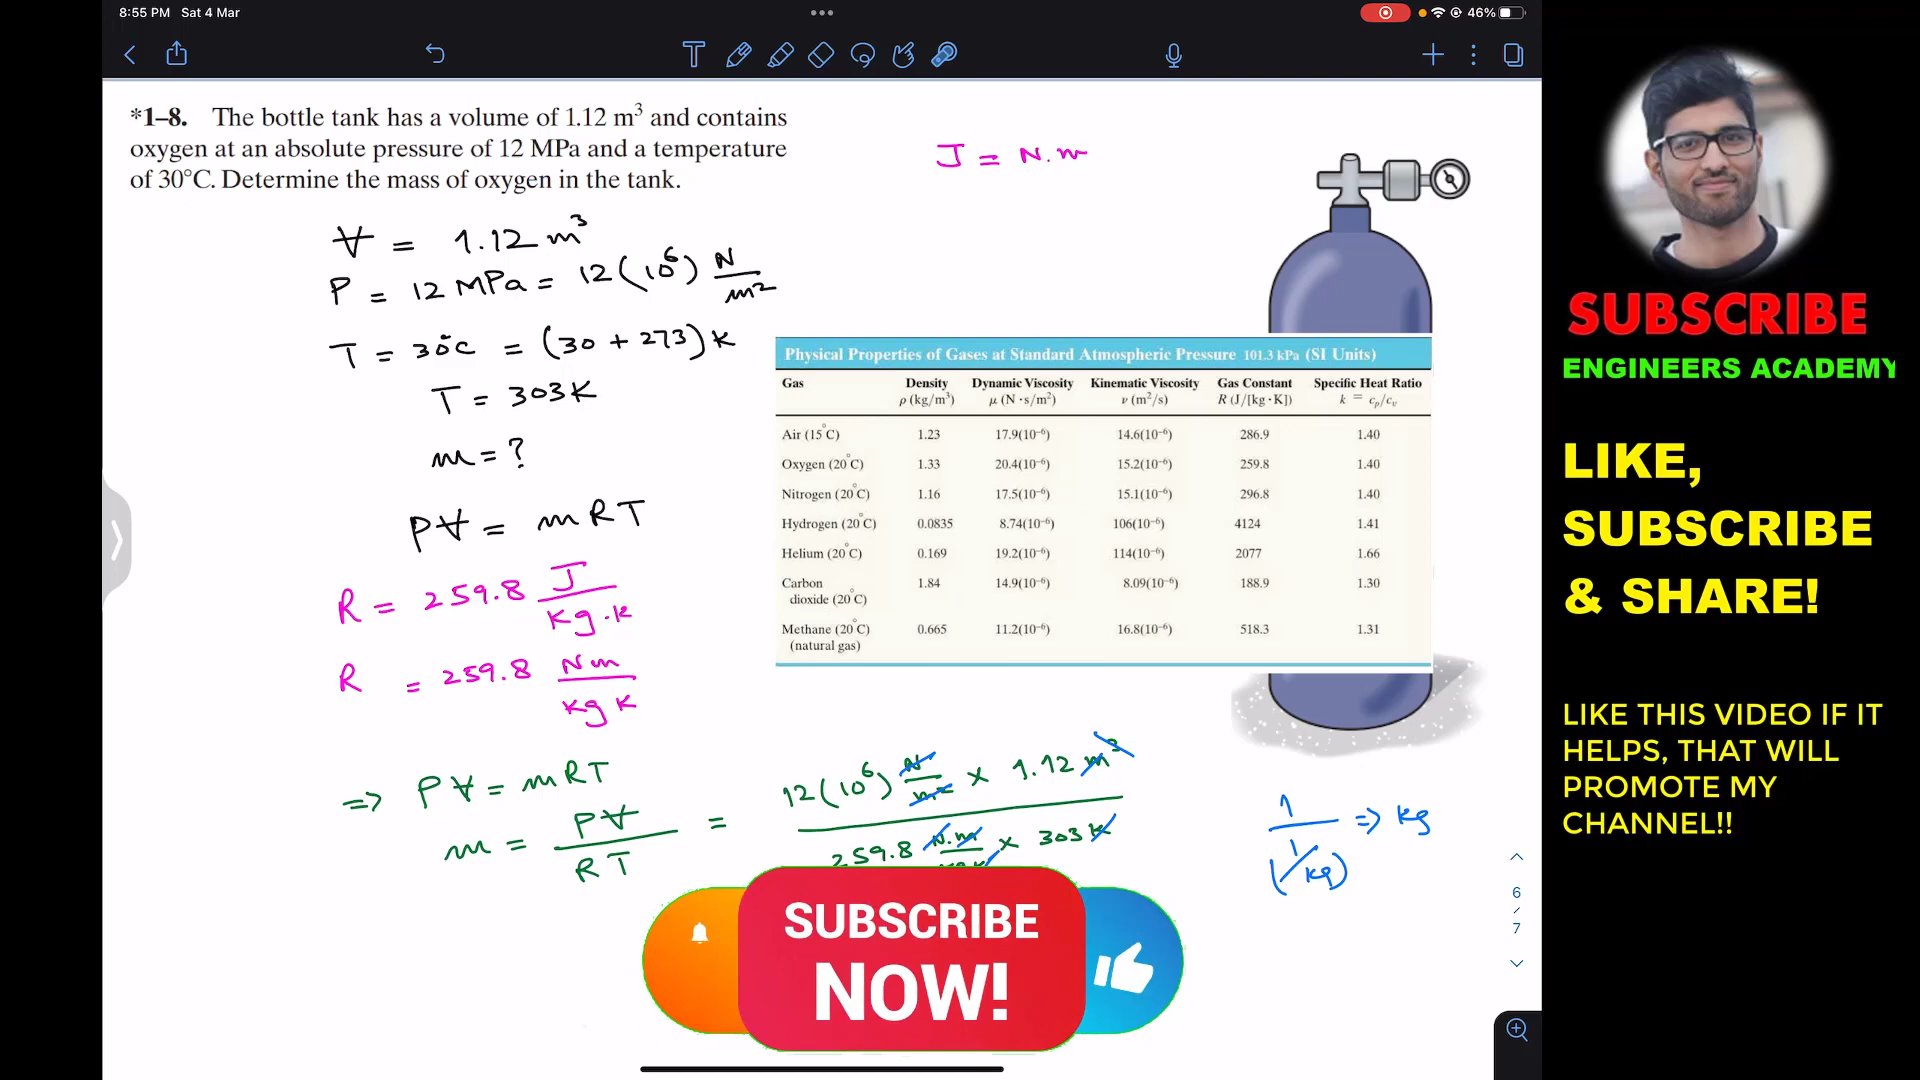 8:55 PM Sat 4 Mar
46%
*1–8. The bottle tank has a volume of 1.12 m³ and contains
oxygen at an absolute pressure of 12 MPa and a temperature
of 30°C. Determine the mass of oxygen in the tank.
J = N.m
V = 1.12 m³
P = 12 MPa = 12(10⁶) N/m²
T = 30°C = (30 + 273) K
T = 303 K
m = ?
PV = mRT
R = 259.8 J/kg.K
R = 259.8 Nm/kg K
Physical Properties of Gases at Standard Atmospheric Pressure 101.3 kPa (SI Units)
Gas Density Dynamic Viscosity Kinematic Viscosity Gas Constant Specific Heat Ratio
ρ (kg/m³) μ (N·s/m²) ν (m²/s) R (J/[kg·K]) k = cp/cv
Air (15°C) 1.23 17.9(10⁻⁶) 14.6(10⁻⁶) 286.9 1.40
Oxygen (20°C) 1.33 20.4(10⁻⁶) 15.2(10⁻⁶) 259.8 1.40
Nitrogen (20°C) 1.16 17.5(10⁻⁶) 15.1(10⁻⁶) 296.8 1.40
Hydrogen (20°C) 0.0835 8.74(10⁻⁶) 106(10⁻⁶) 4124 1.41
Helium (20°C) 0.169 19.2(10⁻⁶) 114(10⁻⁶) 2077 1.66
Carbon 1.84 14.9(10⁻⁶) 8.09(10⁻⁶) 188.9 1.30
dioxide (20°C)
Methane (20°C) 0.665 11.2(10⁻⁶) 16.8(10⁻⁶) 518.3 1.31
(natural gas)
=> PV = mRT
m = PV/RT =
12(10⁶) N/m² × 1.12 m³
259.8 N.m × 303 K
1/(1/kg) => kg
6/7
SUBSCRIBE
NOW!
SUBSCRIBE
ENGINEERS ACADEMY
LIKE,
SUBSCRIBE
& SHARE!
LIKE THIS VIDEO IF IT
HELPS, THAT WILL
PROMOTE MY
CHANNEL!!